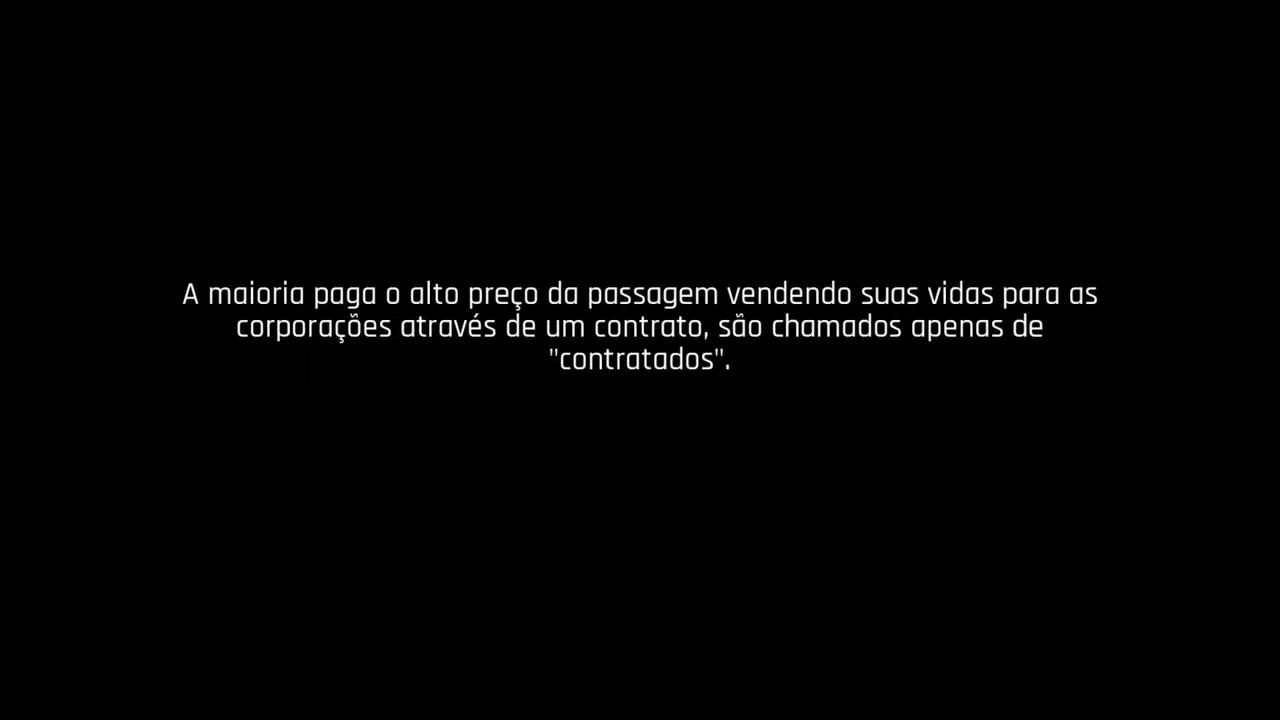 A maioria paga o alto preço da passagem vendendo suas vidas para as
corporações através de um contrato, são chamados apenas de
"contratados".